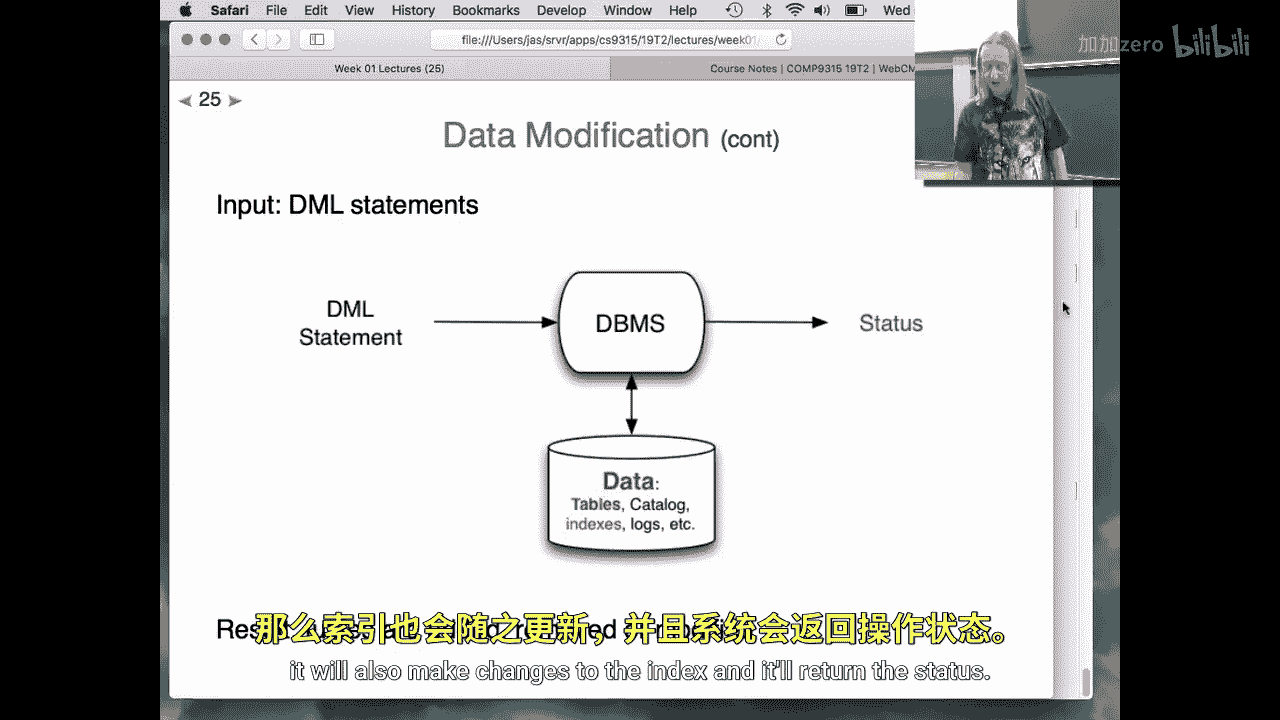 Safari File Edit View History Bookmarks Develop Window Help Wed
file:///Users/jas/srvr/apps/cs9315/19T2/lectures/week01/
Week 01 Lectures (25)
Course Notes | COMP9315 19T2 | WebCM
加加zero bilibili
25
Data Modification (cont)
Input: DML statements
DML
Statement
DBMS
Status
Data:
Tables, Catalog,
indexes, logs, etc.
那么索引也会随之更新，并且系统会返回操作状态。
it will also make changes to the index and it'll return the status.